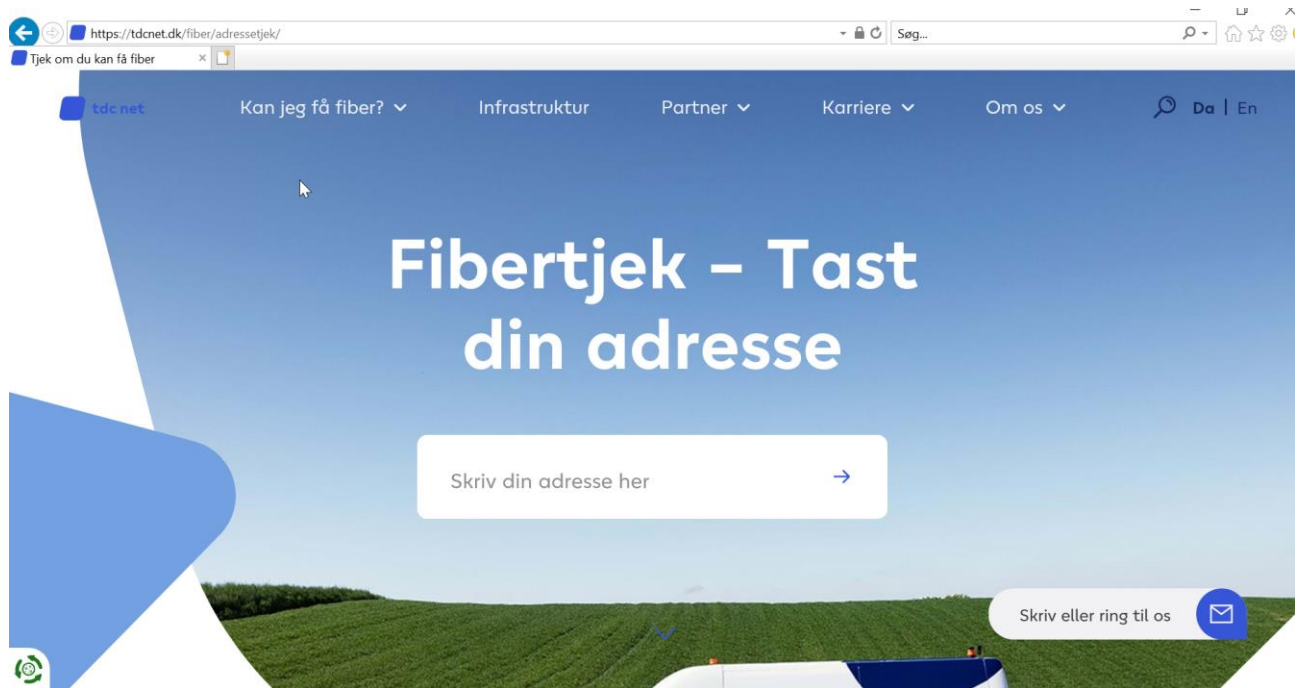 https://tdcnet.dk/fiber/adressetjek/
Søg...
Tjek om du kan få fiber
tdc net
Kan jeg få fiber?
Infrastruktur
Partner
Karriere
Om os
Da | En
Fibertjek – Tast
din adresse
Skriv din adresse her
Skriv eller ring til os